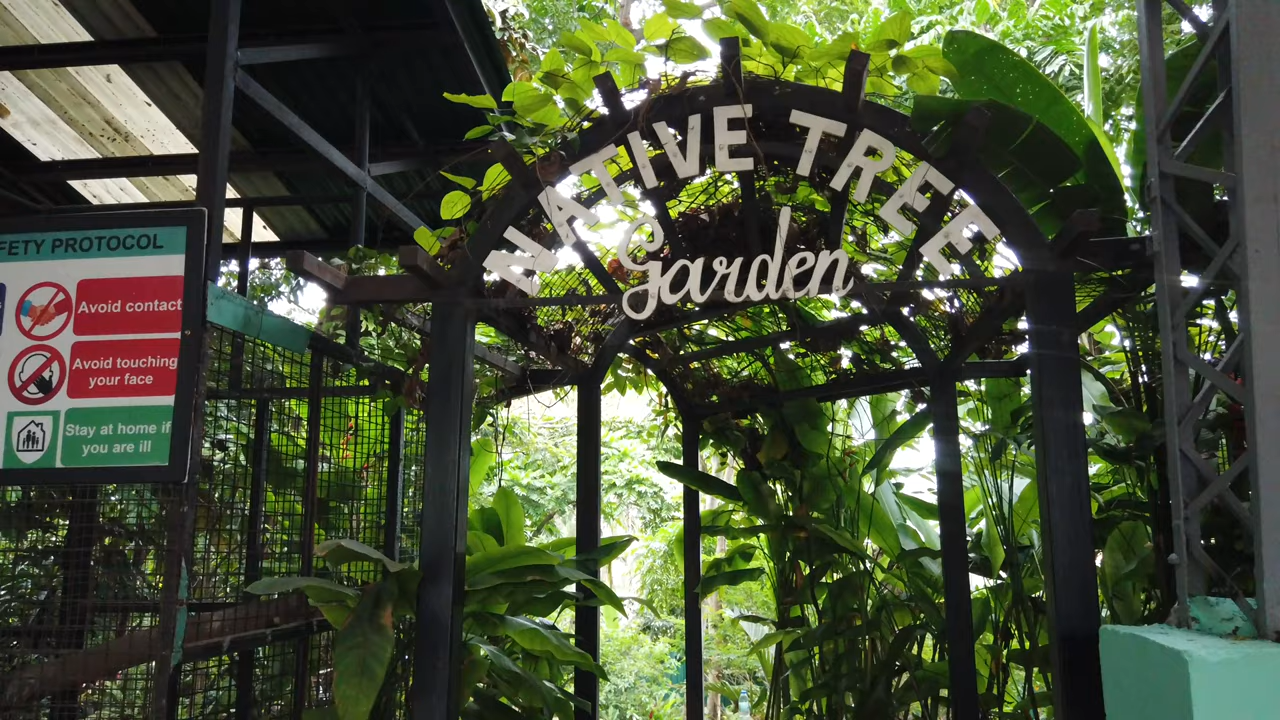 NATIVE TREE
Garden
FETY PROTOCOL
Avoid contact
Avoid touching
your face
Stay at home if
you are ill